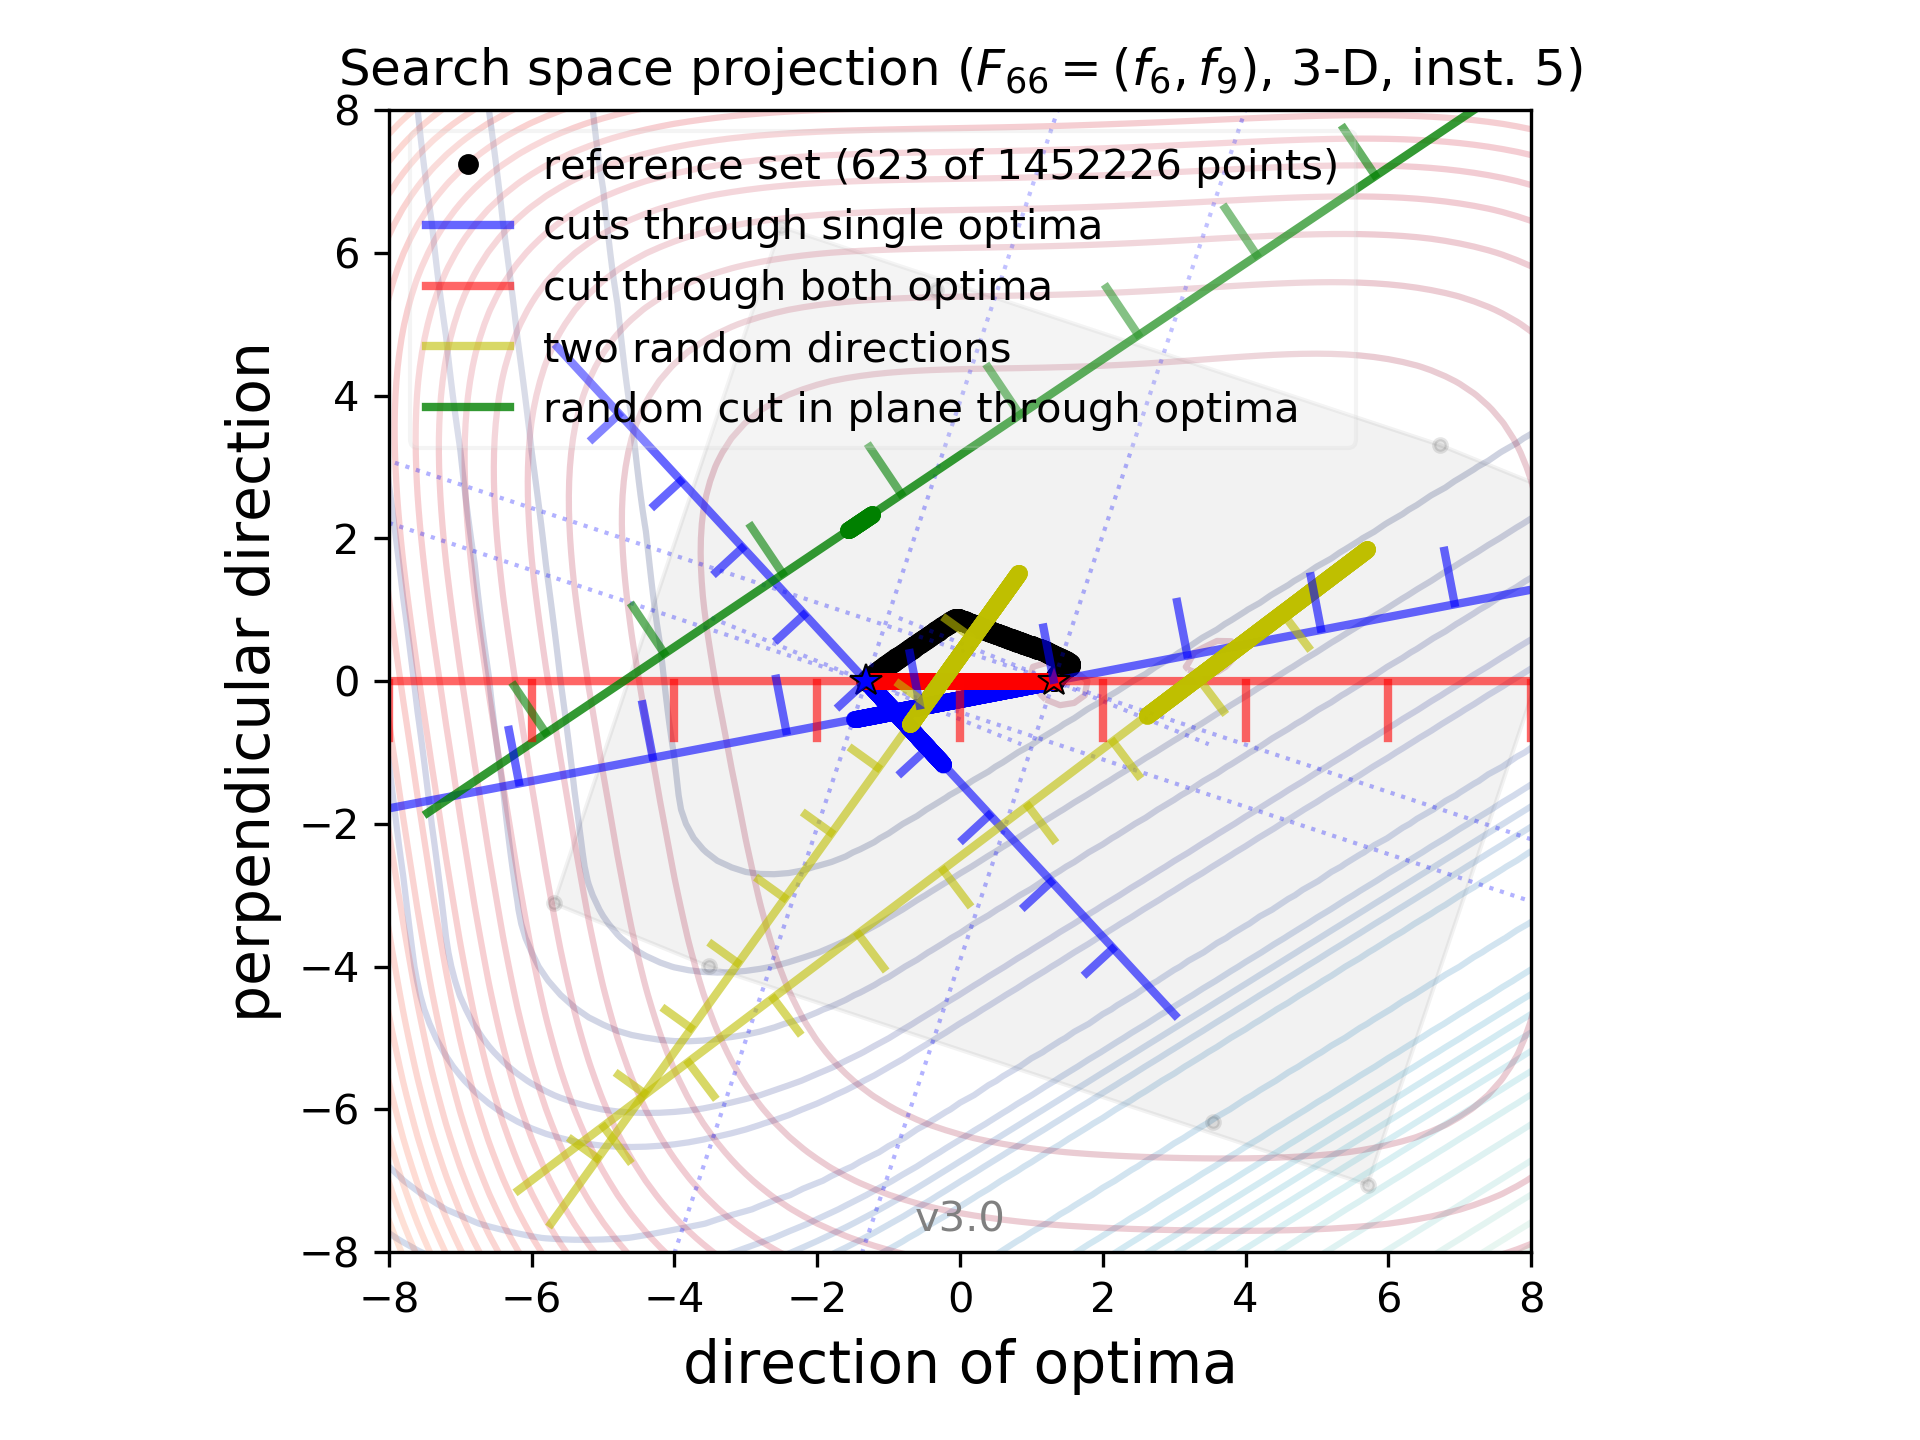 Search space projection (F₆₆ = (f₆, f₉), 3-D, inst. 5)
8
6
4
2
0
−2
−4
−6
−8
perpendicular direction
reference set (623 of 1452226 points)
cuts through single optima
cut through both optima
two random directions
random cut in plane through optima
v3.0
−8 −6 −4 −2 0 2 4 6 8
direction of optima